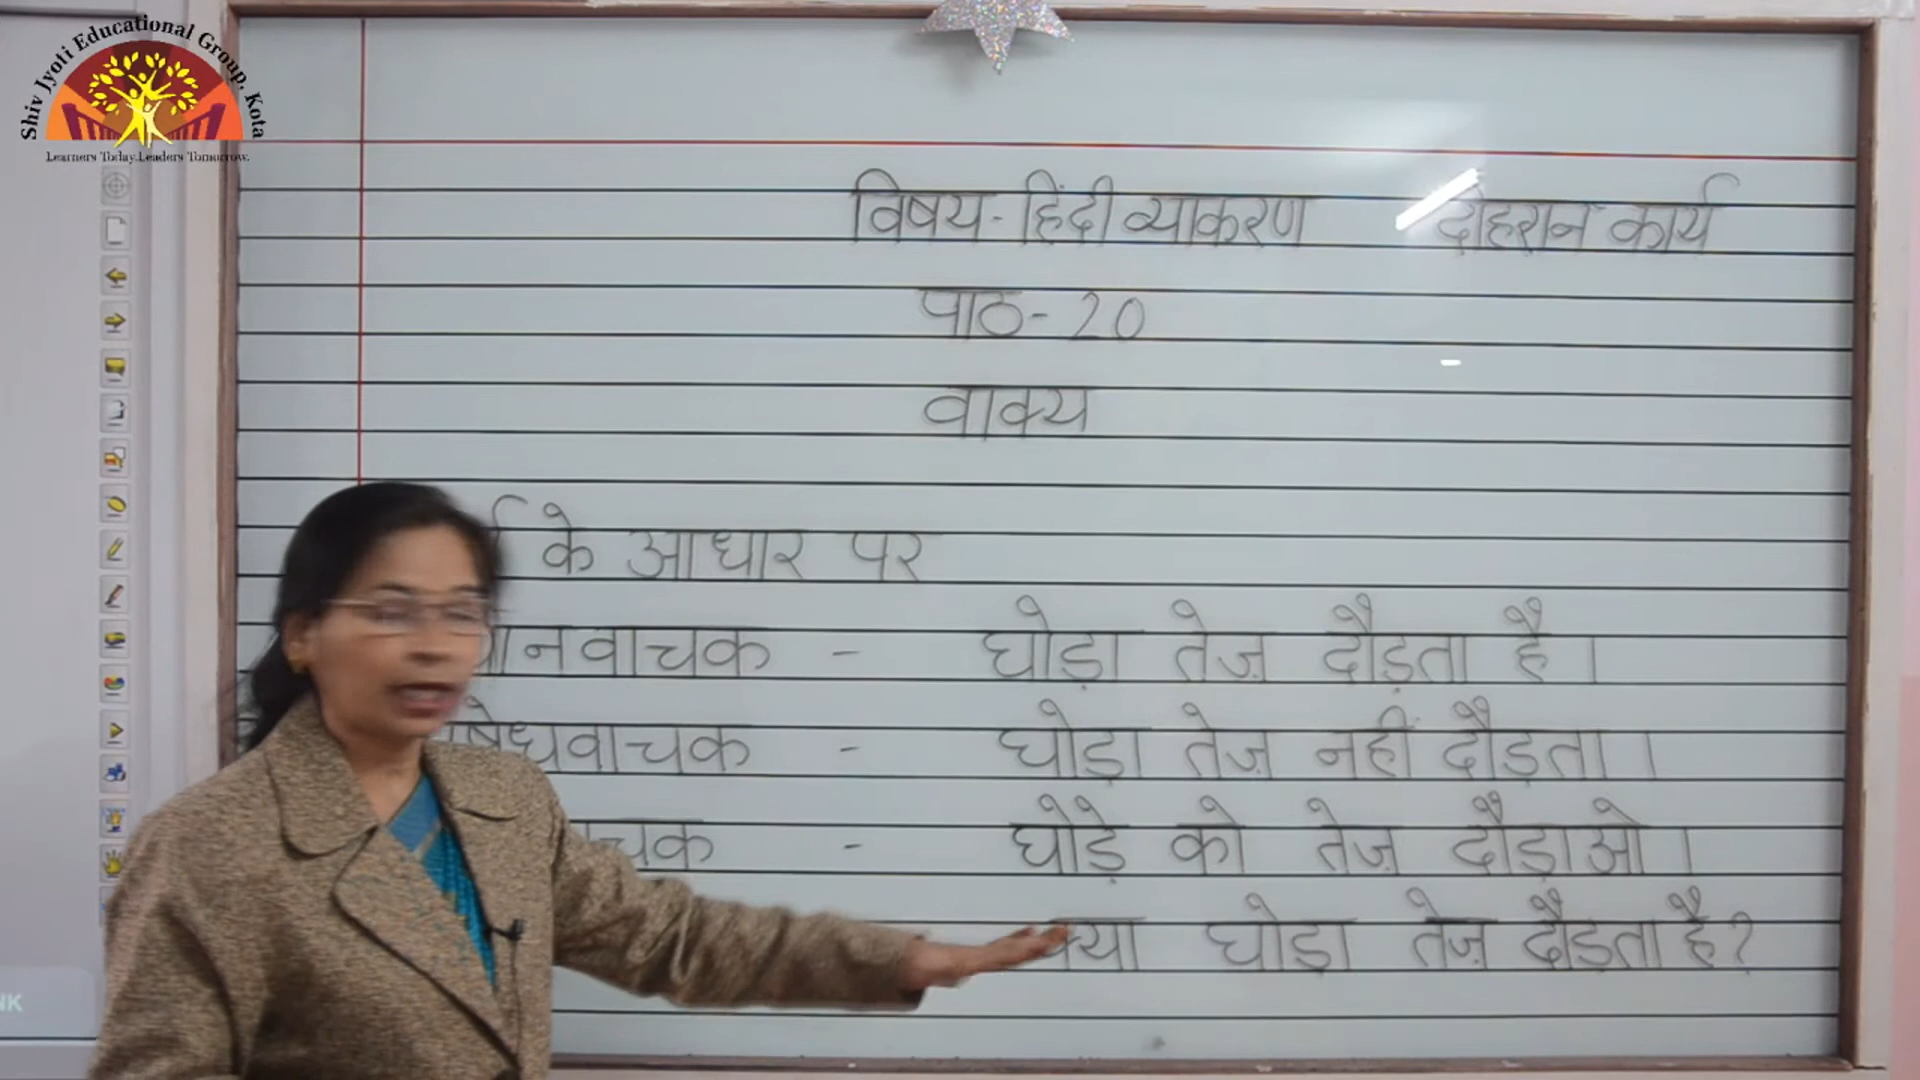 Shiv Jyoti Educational Group, Kota
Learners Today.Leaders Tomorrow.
विषय - हिंदी व्याकरण दोहरान कार्य
पाठ - 20
वाक्य
के आधार पर
नवाचक - घोड़ा तेज़ दौड़ता है।
षेधवाचक - घोड़ा तेज़ नहीं दौड़ता।
चक - घोड़े को तेज़ दौड़ाओ।
क्या घोड़ा तेज़ दौड़ता है?
NK